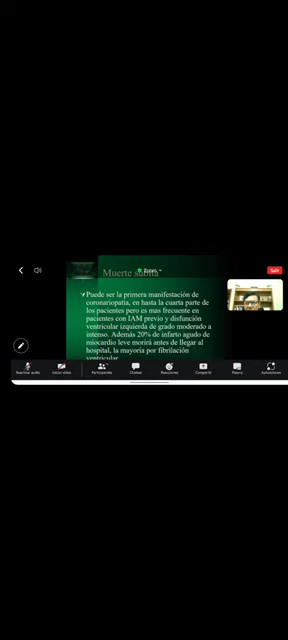 Muerte súbita
Zoom
Salir
Puede ser la primera manifestación de
coronariopatía, en hasta la cuarta parte de
los pacientes pero es mas frecuente en
pacientes con IAM previo y disfunción
ventricular izquierda de grado moderado a
intenso. Además 20% de infarto agudo de
miocardio leve morirá antes de llegar al
hospital, la mayoría por fibrilación
ventricular
Reactivar audio
Iniciar video
Participantes
Chatear
Reacciones
Compartir
Pizarra
Aplicaciones